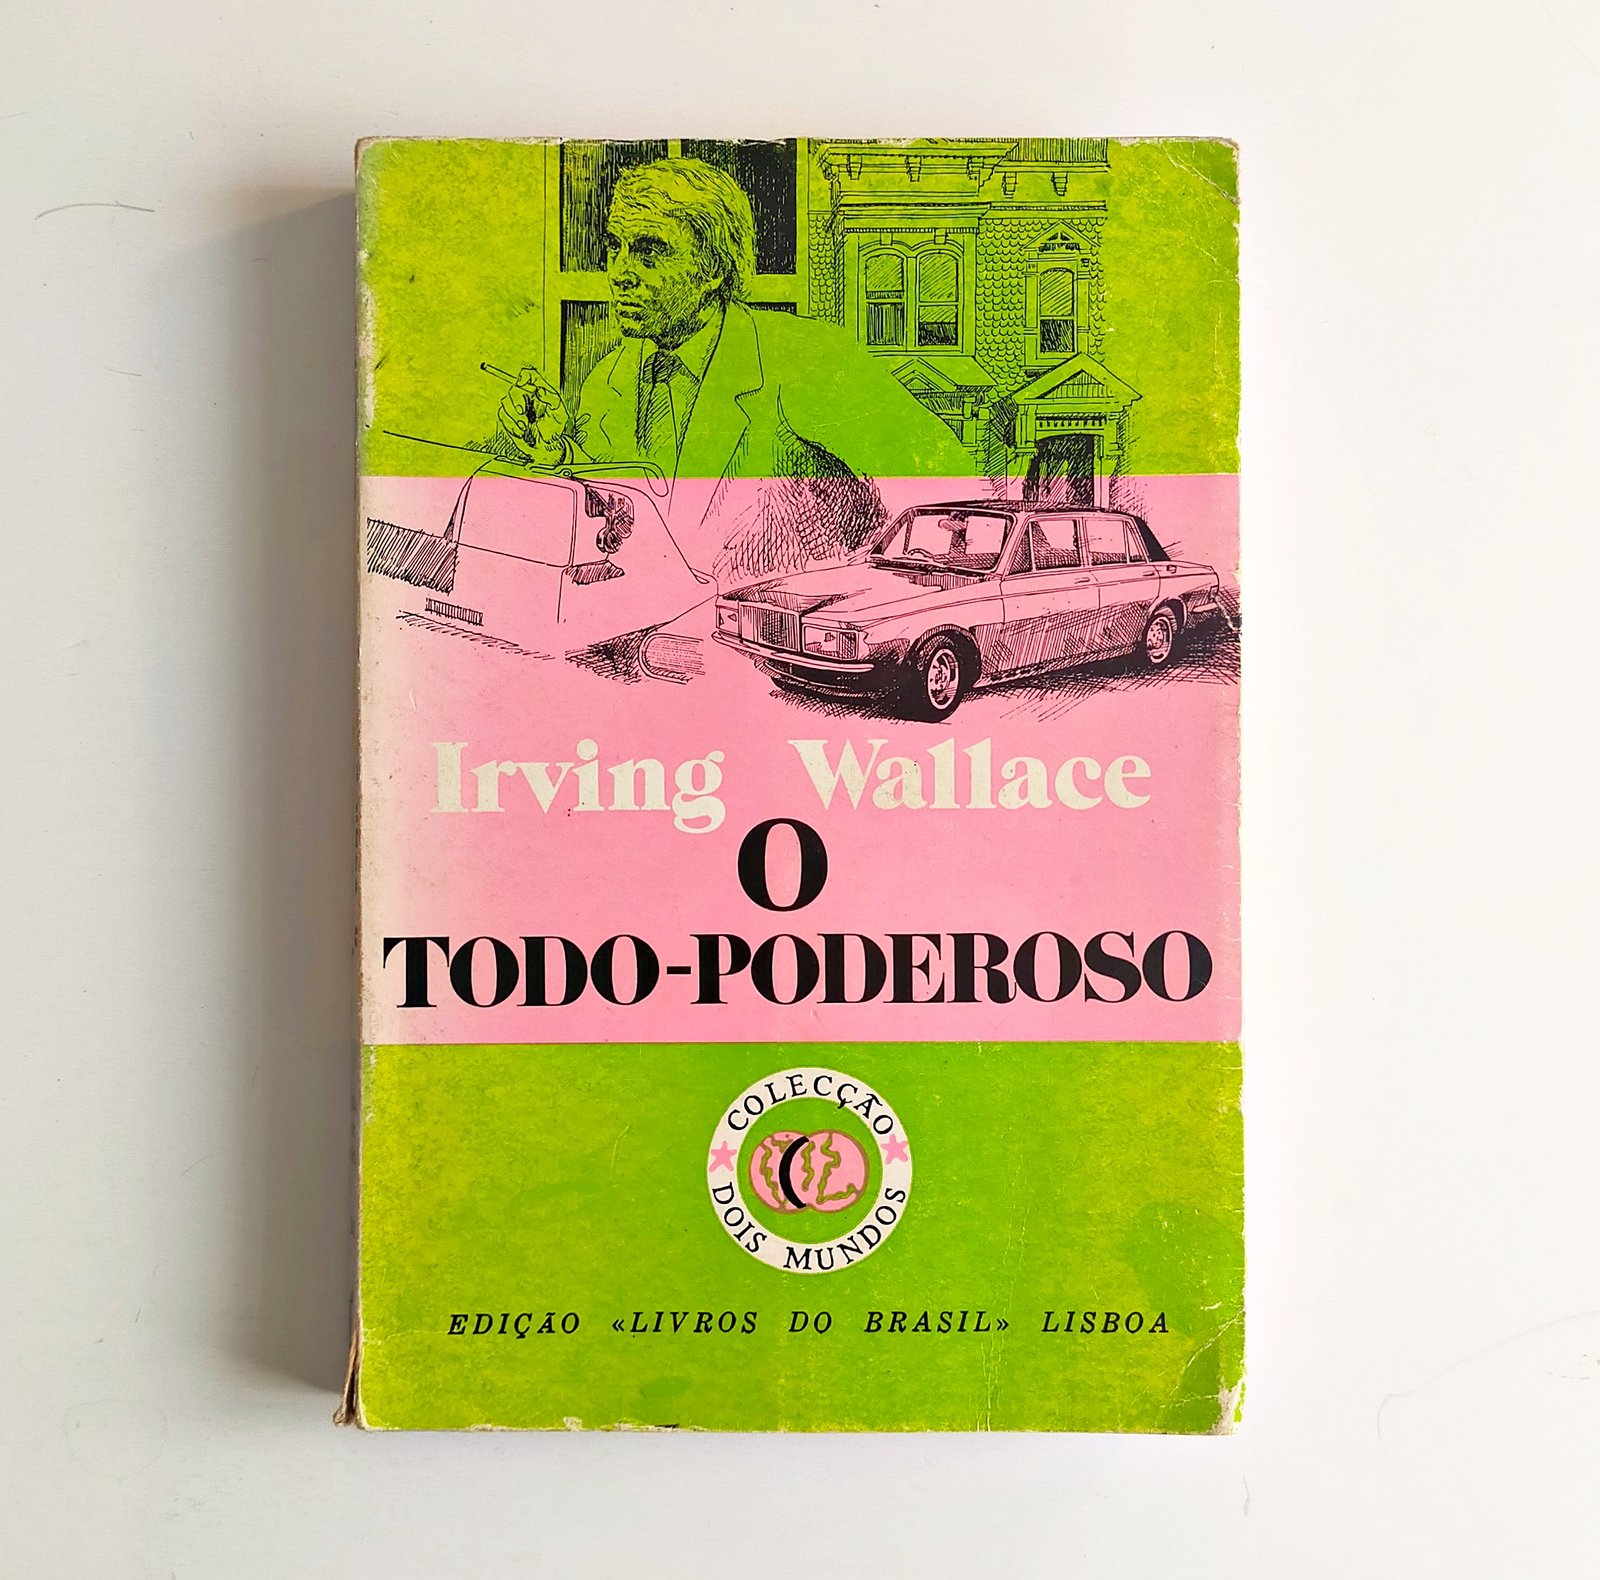 Irving Wallace
O
TODO-PODEROSO
COLECÇÃO
DOIS MUNDOS
EDIÇÃO «LIVROS DO BRASIL» LISBOA